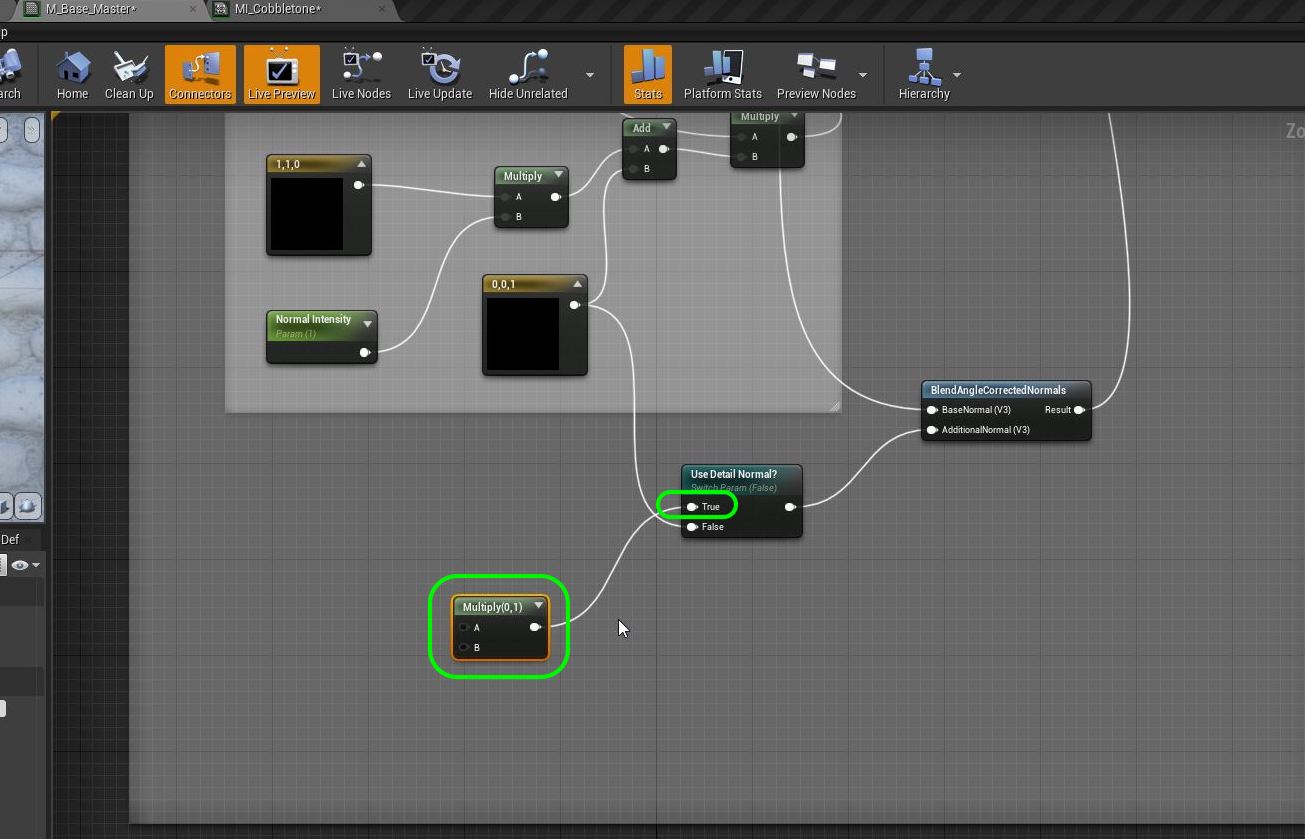 M_Base_Master*
MI_Cobbletone*
p
arch
Home
Clean Up
Connectors
Live Preview
Live Nodes
Live Update
Hide Unrelated
Stats
Platform Stats
Preview Nodes
Hierarchy
Zo
Add
A
B
Multiply
A
B
1,1,0
Multiply
A
B
0,0,1
Normal Intensity
Param (1)
BlendAngleCorrectedNormals
BaseNormal (V3)
Result
AdditionalNormal (V3)
Use Detail Normal?
Switch Param (False)
True
False
Def
Multiply(0,1)
A
B